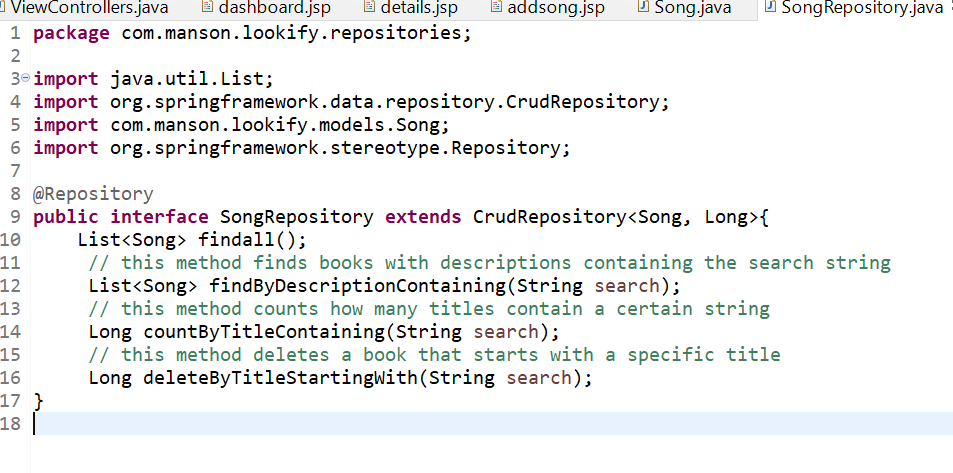 ViewControllers.java dashboard.jsp details.jsp addsong.jsp Song.java SongRepository.java
1 package com.manson.lookify.repositories;
2
3 import java.util.List;
4 import org.springframework.data.repository.CrudRepository;
5 import com.manson.lookify.models.Song;
6 import org.springframework.stereotype.Repository;
7
8 @Repository
9 public interface SongRepository extends CrudRepository<Song, Long>{
10 List<Song> findall();
11 // this method finds books with descriptions containing the search string
12 List<Song> findByDescriptionContaining(String search);
13 // this method counts how many titles contain a certain string
14 Long countByTitleContaining(String search);
15 // this method deletes a book that starts with a specific title
16 Long deleteByTitleStartingWith(String search);
17 }
18